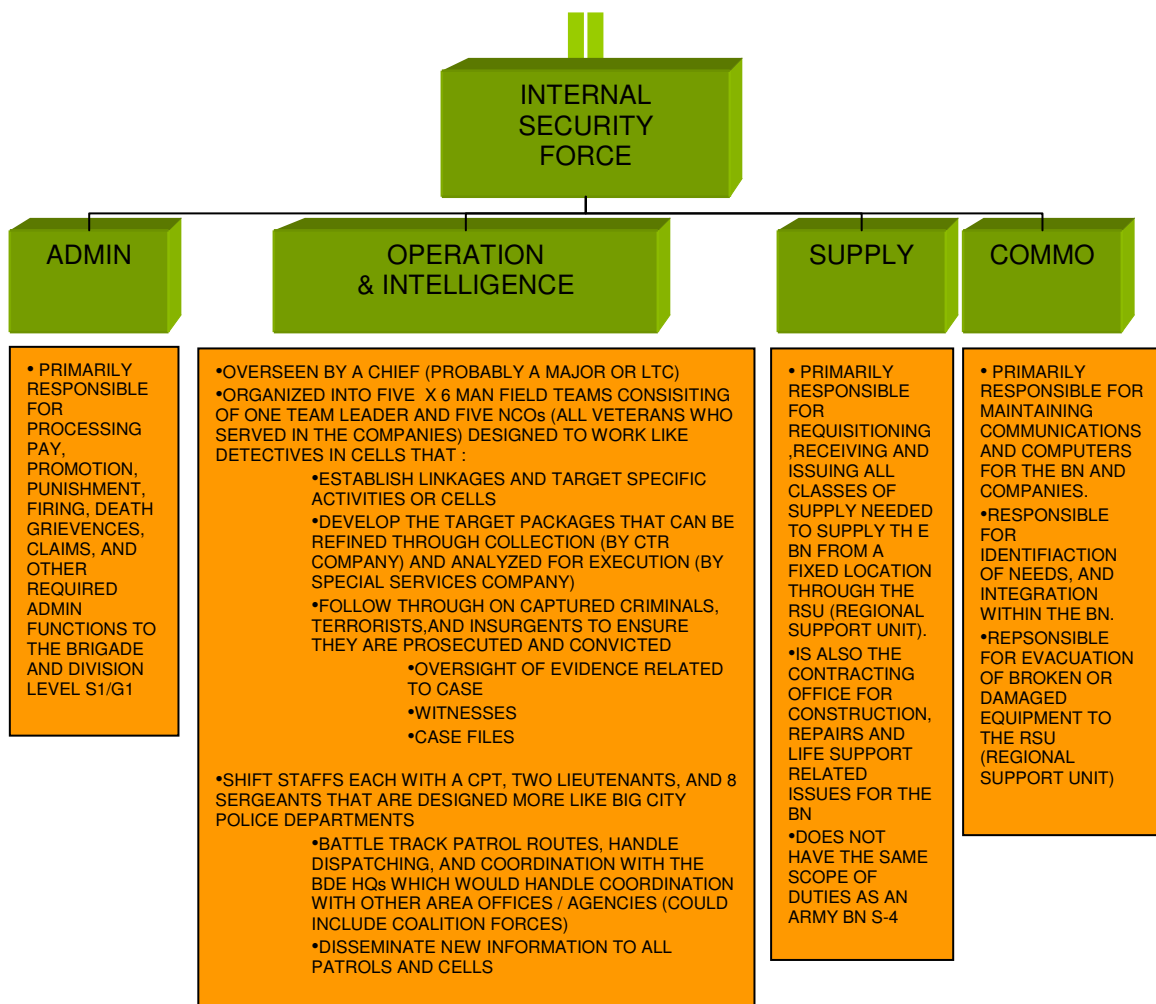 INTERNAL
SECURITY
FORCE
ADMIN
OPERATION
& INTELLIGENCE
SUPPLY
COMMO
• PRIMARILY
RESPONSIBLE
FOR
PROCESSING
PAY,
PROMOTION,
PUNISHMENT,
FIRING, DEATH
GRIEVENCES,
CLAIMS, AND
OTHER
REQUIRED
ADMIN
FUNCTIONS TO
THE BRIGADE
AND DIVISION
LEVEL S1/G1
•OVERSEEN BY A CHIEF (PROBABLY A MAJOR OR LTC)
•ORGANIZED INTO FIVE X 6 MAN FIELD TEAMS CONSISITING
OF ONE TEAM LEADER AND FIVE NCOs (ALL VETERANS WHO
SERVED IN THE COMPANIES) DESIGNED TO WORK LIKE
DETECTIVES IN CELLS THAT :
•ESTABLISH LINKAGES AND TARGET SPECIFIC
ACTIVITIES OR CELLS
•DEVELOP THE TARGET PACKAGES THAT CAN BE
REFINED THROUGH COLLECTION (BY CTR
COMPANY) AND ANALYZED FOR EXECUTION (BY
SPECIAL SERVICES COMPANY)
•FOLLOW THROUGH ON CAPTURED CRIMINALS,
TERRORISTS,AND INSURGENTS TO ENSURE
THEY ARE PROSECUTED AND CONVICTED
•OVERSIGHT OF EVIDENCE RELATED
TO CASE
•WITNESSES
•CASE FILES
•SHIFT STAFFS EACH WITH A CPT, TWO LIEUTENANTS, AND 8
SERGEANTS THAT ARE DESIGNED MORE LIKE BIG CITY
POLICE DEPARTMENTS
•BATTLE TRACK PATROL ROUTES, HANDLE
DISPATCHING, AND COORDINATION WITH THE
BDE HQs WHICH WOULD HANDLE COORDINATION
WITH OTHER AREA OFFICES / AGENCIES (COULD
INCLUDE COALITION FORCES)
•DISSEMINATE NEW INFORMATION TO ALL
PATROLS AND CELLS
• PRIMARILY
RESPONSIBLE
FOR
REQUISITIONING
,RECEIVING AND
ISSUING ALL
CLASSES OF
SUPPLY NEEDED
TO SUPPLY TH E
BN FROM A
FIXED LOCATION
THROUGH THE
RSU (REGIONAL
SUPPORT UNIT).
•IS ALSO THE
CONTRACTING
OFFICE FOR
CONSTRUCTION,
REPAIRS AND
LIFE SUPPORT
RELATED
ISSUES FOR THE
BN
•DOES NOT
HAVE THE SAME
SCOPE OF
DUTIES AS AN
ARMY BN S-4
• PRIMARILY
RESPONSIBLE FOR
MAINTAINING
COMMUNICATIONS
AND COMPUTERS
FOR THE BN AND
COMPANIES.
•RESPONSIBLE
FOR
IDENTIFIACTION
OF NEEDS, AND
INTEGRATION
WITHIN THE BN.
•REPSONSIBLE
FOR EVACUATION
OF BROKEN OR
DAMAGED
EQUIPMENT TO
THE RSU
(REGIONAL
SUPPORT UNIT)